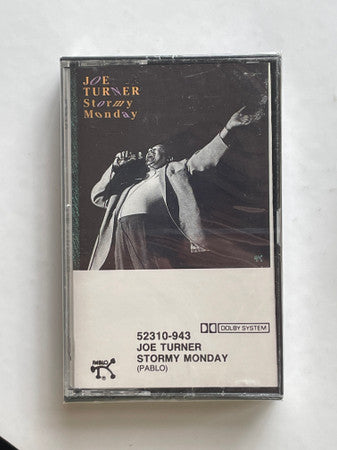 JOE
TURNER
Stormy
Monday
52310-943
DOLBY SYSTEM
JOE TURNER
STORMY MONDAY
(PABLO)
PABLO